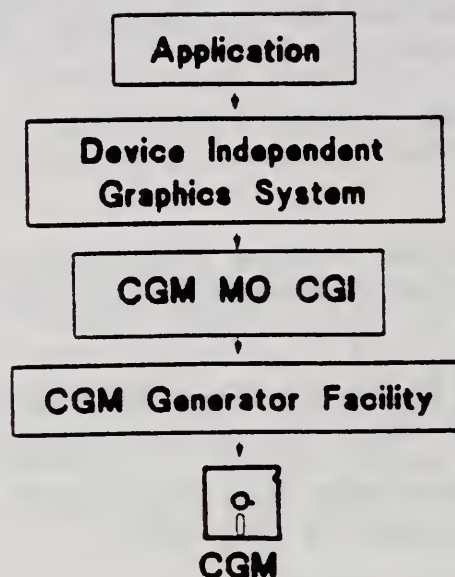 Application
Device Independent
Graphics System
CGM MO CGI
CGM Generator Facility
CGM